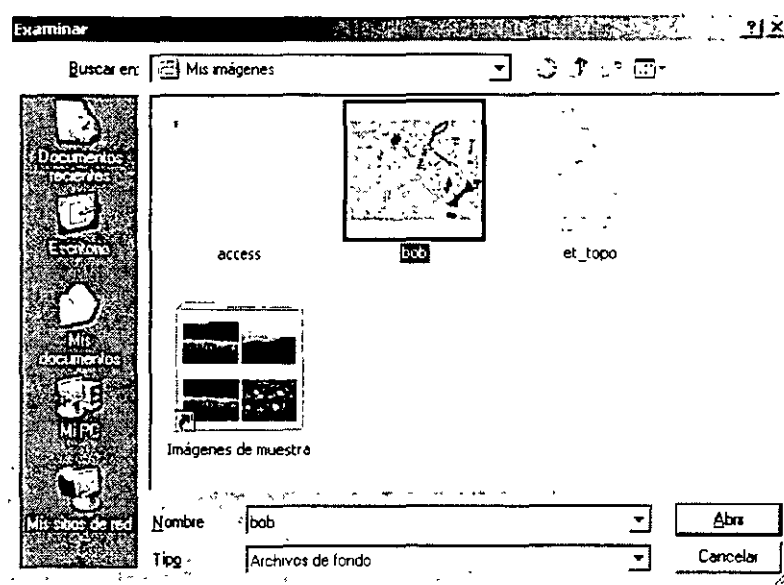 Examinar
Buscar en: Mis imágenes
Documentos
recientes
Escritorio
Mis
documentos
Mi PC
Mis sitios de red
access
bob
et_topo
Imágenes de muestra
Nombre bob
Abrir
Tipo Archivos de fondo
Cancelar